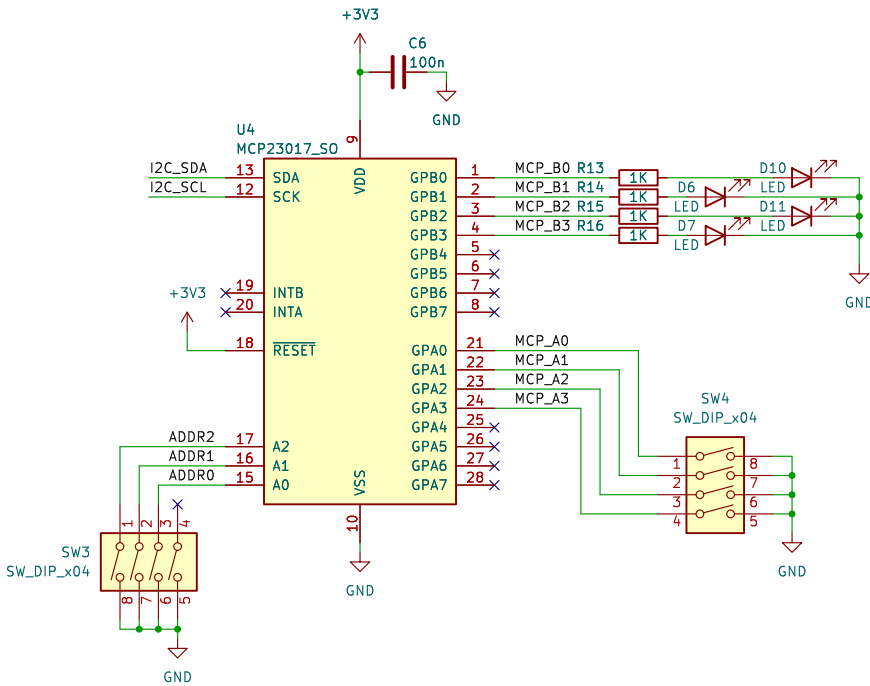 +3V3
C6
100n
GND
U4
MCP23017_SO
9
VDD
I2C_SDA 13 SDA
I2C_SCL 12 SCK
19 INTB
20 INTA
+3V3
18 RESET
ADDR2 17 A2
ADDR1 16 A1
ADDR0 15 A0
VSS
10
GND
GPB0 1 MCP_B0 R13 1K D10 LED
GPB1 2 MCP_B1 R14 1K D6 LED
GPB2 3 MCP_B2 R15 1K D11 LED
GPB3 4 MCP_B3 R16 1K D7 LED
GPB4 5
GPB5 6
GPB6 7
GPB7 8
GND
GPA0 21 MCP_A0
GPA1 22 MCP_A1
GPA2 23 MCP_A2
GPA3 24 MCP_A3
GPA4 25
GPA5 26
GPA6 27
GPA7 28
SW4
SW_DIP_x04
1 8
2 7
3 6
4 5
GND
1 2 3 4
SW3
SW_DIP_x04
8 7 6 5
GND